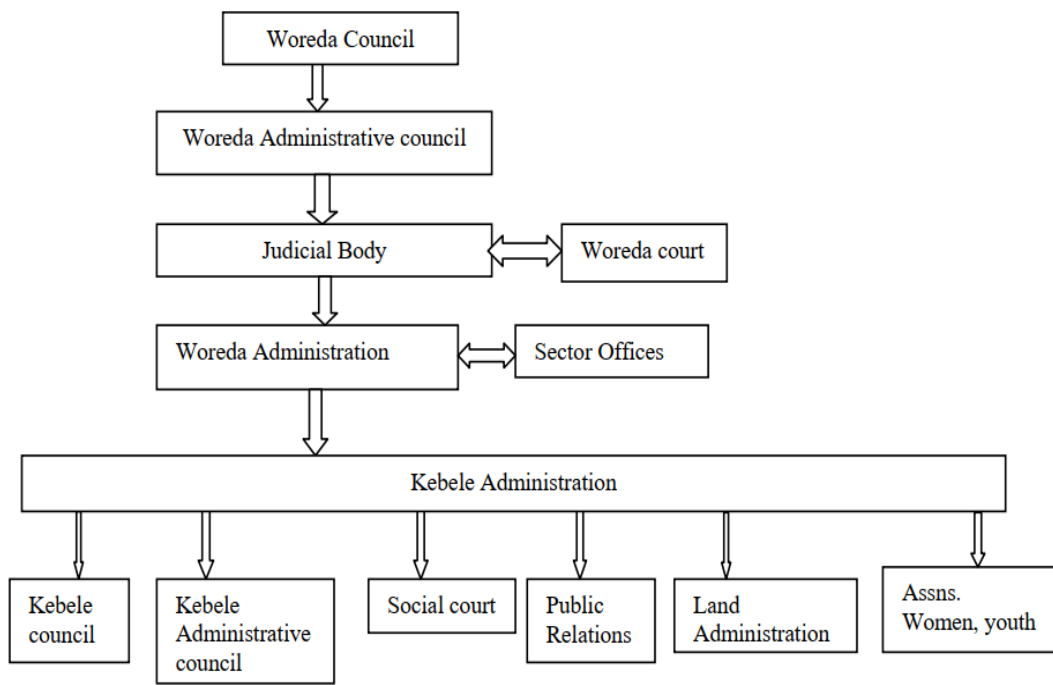 Woreda Council
Woreda Administrative council
Judicial Body
Woreda court
Woreda Administration
Sector Offices
Kebele Administration
Kebele
council
Kebele
Administrative
council
Social court
Public
Relations
Land
Administration
Assns.
Women, youth